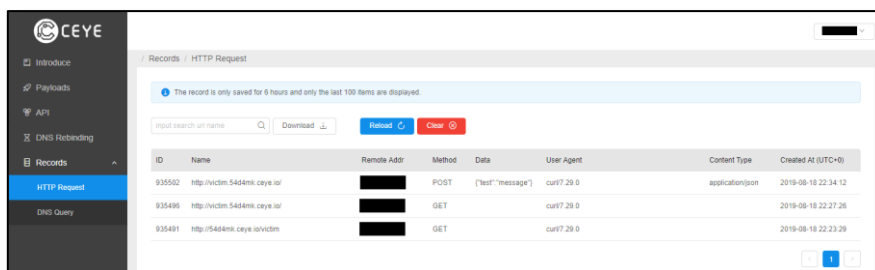 CEYE
Introduce
Payloads
API
DNS Rebinding
Records
HTTP Request
DNS Query
/ Records / HTTP Request
The record is only saved for 6 hours and only the last 100 items are displayed.
input search url name Download Reload Clear
ID Name Remote Addr Method Data User Agent Content Type Created At (UTC+0)
935502 http://victim.54d4mk.ceye.io/ POST {"test":"message"} curl/7.29.0 application/json 2019-08-18 22:34:12
935496 http://victim.54d4mk.ceye.io/ GET curl/7.29.0 2019-08-18 22:27:26
935491 http://54d4mk.ceye.io/victim GET curl/7.29.0 2019-08-18 22:23:29
1